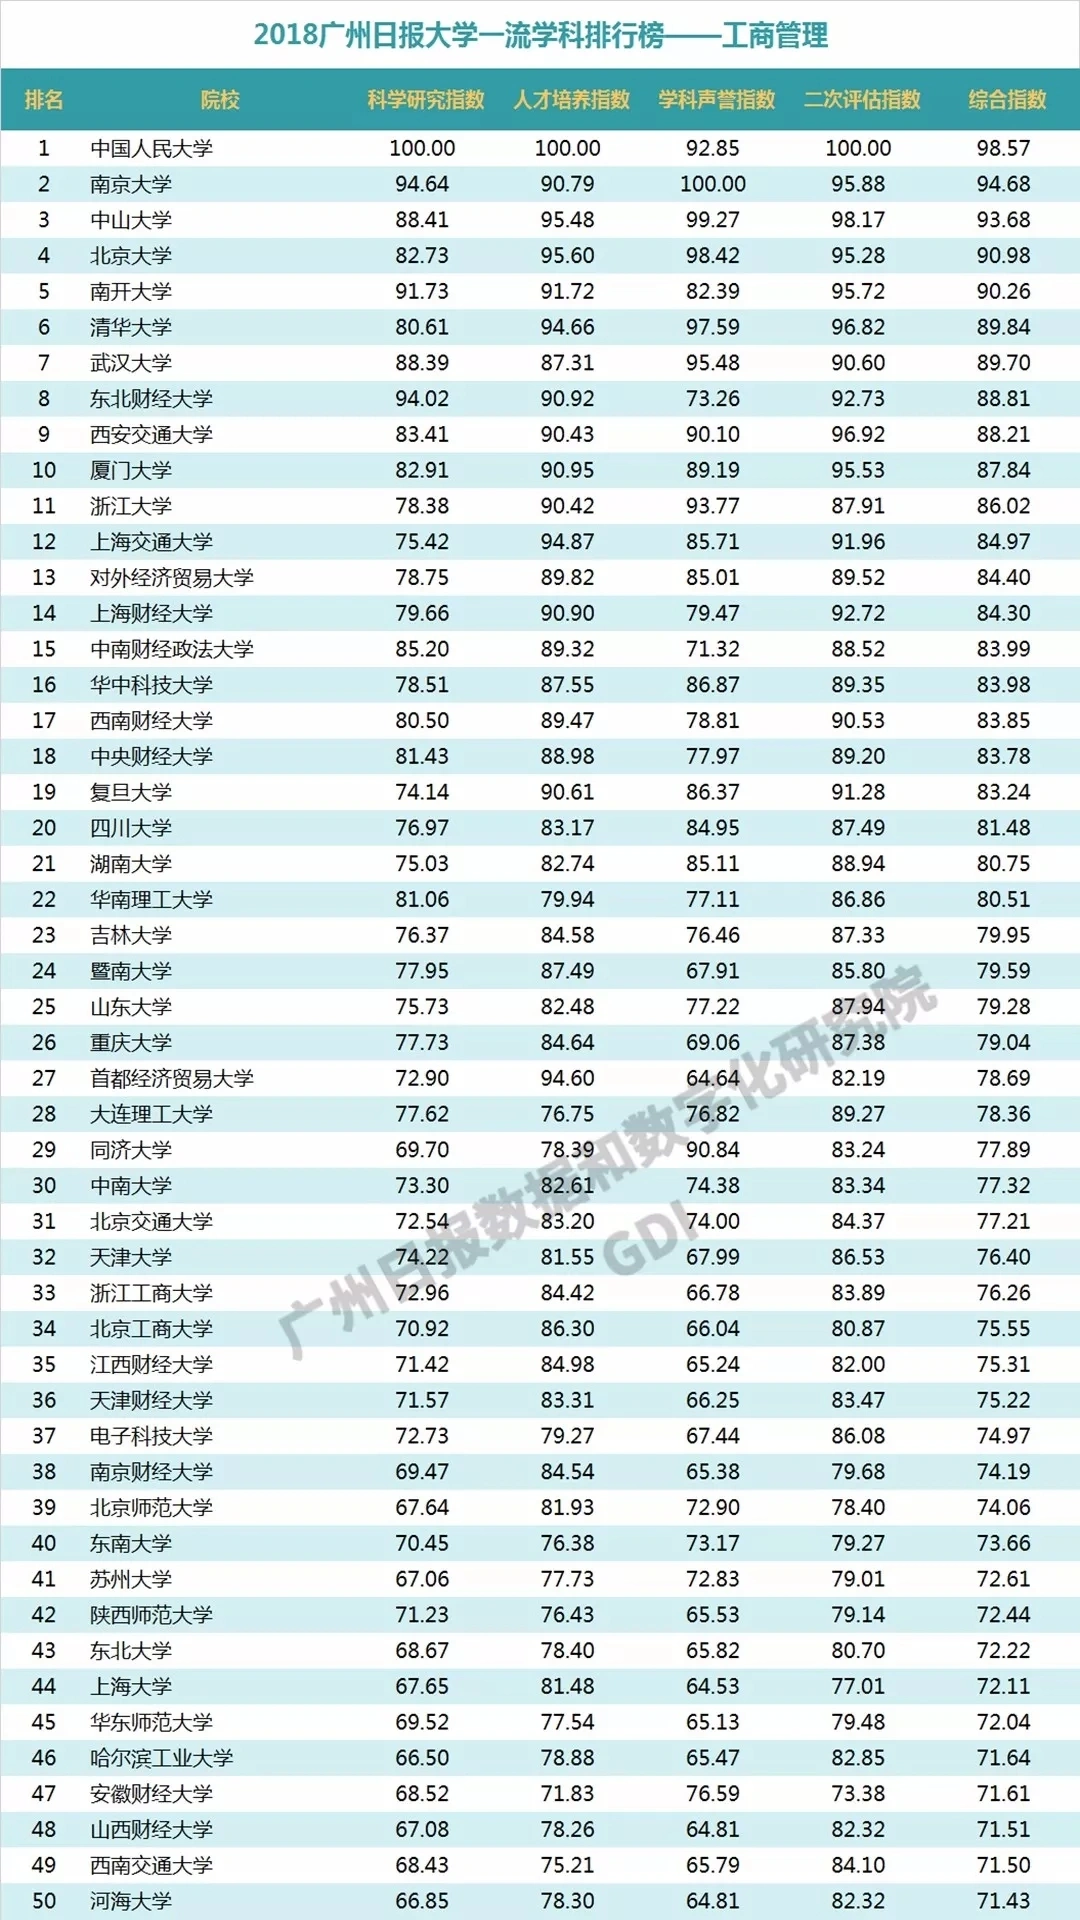 2018广州日报大学一流学科排行榜——工商管理
排名 院校 科学研究指数 人才培养指数 学科声誉指数 二次评估指数 综合指数
1 中国人民大学 100.00 100.00 92.85 100.00 98.57
2 南京大学 94.64 90.79 100.00 95.88 94.68
3 中山大学 88.41 95.48 99.27 98.17 93.68
4 北京大学 82.73 95.60 98.42 95.28 90.98
5 南开大学 91.73 91.72 82.39 95.72 90.26
6 清华大学 80.61 94.66 97.59 96.82 89.84
7 武汉大学 88.39 87.31 95.48 90.60 89.70
8 东北财经大学 94.02 90.92 73.26 92.73 88.81
9 西安交通大学 83.41 90.43 90.10 96.92 88.21
10 厦门大学 82.91 90.95 89.19 95.53 87.84
11 浙江大学 78.38 90.42 93.77 87.91 86.02
12 上海交通大学 75.42 94.87 85.71 91.96 84.97
13 对外经济贸易大学 78.75 89.82 85.01 89.52 84.40
14 上海财经大学 79.66 90.90 79.47 92.72 84.30
15 中南财经政法大学 85.20 89.32 71.32 88.52 83.99
16 华中科技大学 78.51 87.55 86.87 89.35 83.98
17 西南财经大学 80.50 89.47 78.81 90.53 83.85
18 中央财经大学 81.43 88.98 77.97 89.20 83.78
19 复旦大学 74.14 90.61 86.37 91.28 83.24
20 四川大学 76.97 83.17 84.95 87.49 81.48
21 湖南大学 75.03 82.74 85.11 88.94 80.75
22 华南理工大学 81.06 79.94 77.11 86.86 80.51
23 吉林大学 76.37 84.58 76.46 87.33 79.95
24 暨南大学 77.95 87.49 67.91 85.80 79.59
25 山东大学 75.73 82.48 77.22 87.94 79.28
26 重庆大学 77.73 84.64 69.06 87.38 79.04
27 首都经济贸易大学 72.90 94.60 64.64 82.19 78.69
28 大连理工大学 77.62 76.75 76.82 89.27 78.36
29 同济大学 69.70 78.39 90.84 83.24 77.89
30 中南大学 73.30 82.61 74.38 83.34 77.32
31 北京交通大学 72.54 83.20 74.00 84.37 77.21
32 天津大学 74.22 81.55 67.99 86.53 76.40
33 浙江工商大学 72.96 84.42 66.78 83.89 76.26
34 北京工商大学 70.92 86.30 66.04 80.87 75.55
35 江西财经大学 71.42 84.98 65.24 82.00 75.31
36 天津财经大学 71.57 83.31 66.25 83.47 75.22
37 电子科技大学 72.73 79.27 67.44 86.08 74.97
38 南京财经大学 69.47 84.54 65.38 79.68 74.19
39 北京师范大学 67.64 81.93 72.90 78.40 74.06
40 东南大学 70.45 76.38 73.17 79.27 73.66
41 苏州大学 67.06 77.73 72.83 79.01 72.61
42 陕西师范大学 71.23 76.43 65.53 79.14 72.44
43 东北大学 68.67 78.40 65.82 80.70 72.22
44 上海大学 67.65 81.48 64.53 77.01 72.11
45 华东师范大学 69.52 77.54 65.13 79.48 72.04
46 哈尔滨工业大学 66.50 78.88 65.47 82.85 71.64
47 安徽财经大学 68.52 71.83 76.59 73.38 71.61
48 山西财经大学 67.08 78.26 64.81 82.32 71.51
49 西南交通大学 68.43 75.21 65.79 84.10 71.50
50 河海大学 66.85 78.30 64.81 82.32 71.43
广州日报数据和数字化研究院
GDI